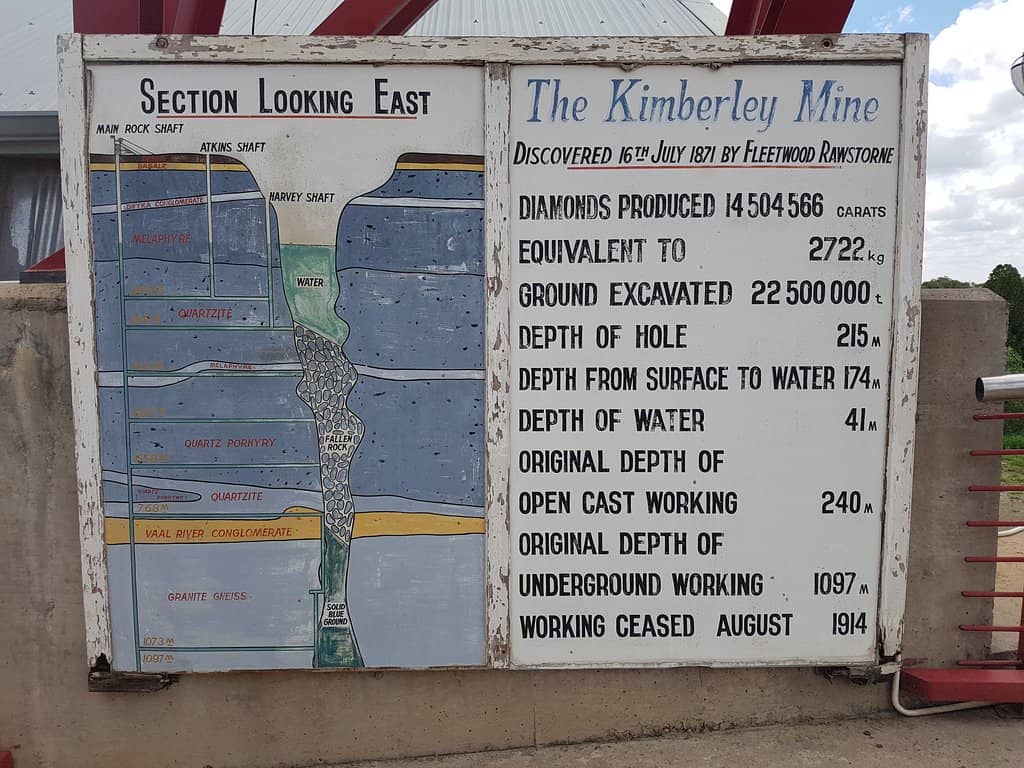 SECTION LOOKING EAST
MAIN ROCK SHAFT
ATKINS SHAFT
HARVEY SHAFT
BASALT
DWYKA CONGLOMERATE
MELAPHYRE
WATER
QUARTZITE
MELAPHYRE
FALLEN
ROCK
QUARTZ PORHYRY
QUARTZITE
768M
VAAL RIVER CONGLOMERATE
GRANITE GNEISS
SOLID
BLUE
GROUND
1073M
1097M
The Kimberley Mine
DISCOVERED 16TH JULY 1871 BY FLEETWOOD RAWSTORNE
DIAMONDS PRODUCED 14 504 566 CARATS
EQUIVALENT TO 2722 kg
GROUND EXCAVATED 22 500 000 t
DEPTH OF HOLE 215 M
DEPTH FROM SURFACE TO WATER 174 M
DEPTH OF WATER 41 M
ORIGINAL DEPTH OF
OPEN CAST WORKING 240 M
ORIGINAL DEPTH OF
UNDERGROUND WORKING 1097 M
WORKING CEASED AUGUST 1914